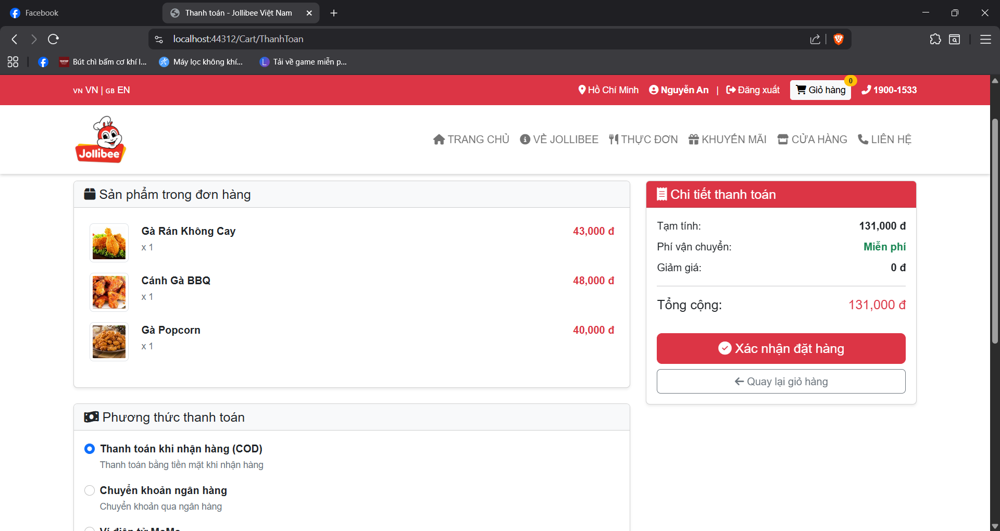 Facebook
Thanh toán - Jollibee Việt Nam
localhost:44312/Cart/ThanhToan
Bút chì bấm cơ khí l...
Máy lọc không khí...
L Tải về game miễn p...
VN VN | GB EN
Hồ Chí Minh
Nguyễn An | Đăng xuất
Giỏ hàng 0
1900-1533
Jollibee
TRANG CHỦ
VỀ JOLLIBEE
THỰC ĐƠN
KHUYẾN MÃI
CỬA HÀNG
LIÊN HỆ
Sản phẩm trong đơn hàng
Gà Rán Không Cay 43,000 đ
x 1
Cánh Gà BBQ 48,000 đ
x 1
Gà Popcorn 40,000 đ
x 1
Phương thức thanh toán
Thanh toán khi nhận hàng (COD)
Thanh toán bằng tiền mặt khi nhận hàng
Chuyển khoản ngân hàng
Chuyển khoản qua ngân hàng
Ví điện tử MoMo
Chi tiết thanh toán
Tạm tính: 131,000 đ
Phí vận chuyển: Miễn phí
Giảm giá: 0 đ
Tổng cộng: 131,000 đ
Xác nhận đặt hàng
Quay lại giỏ hàng